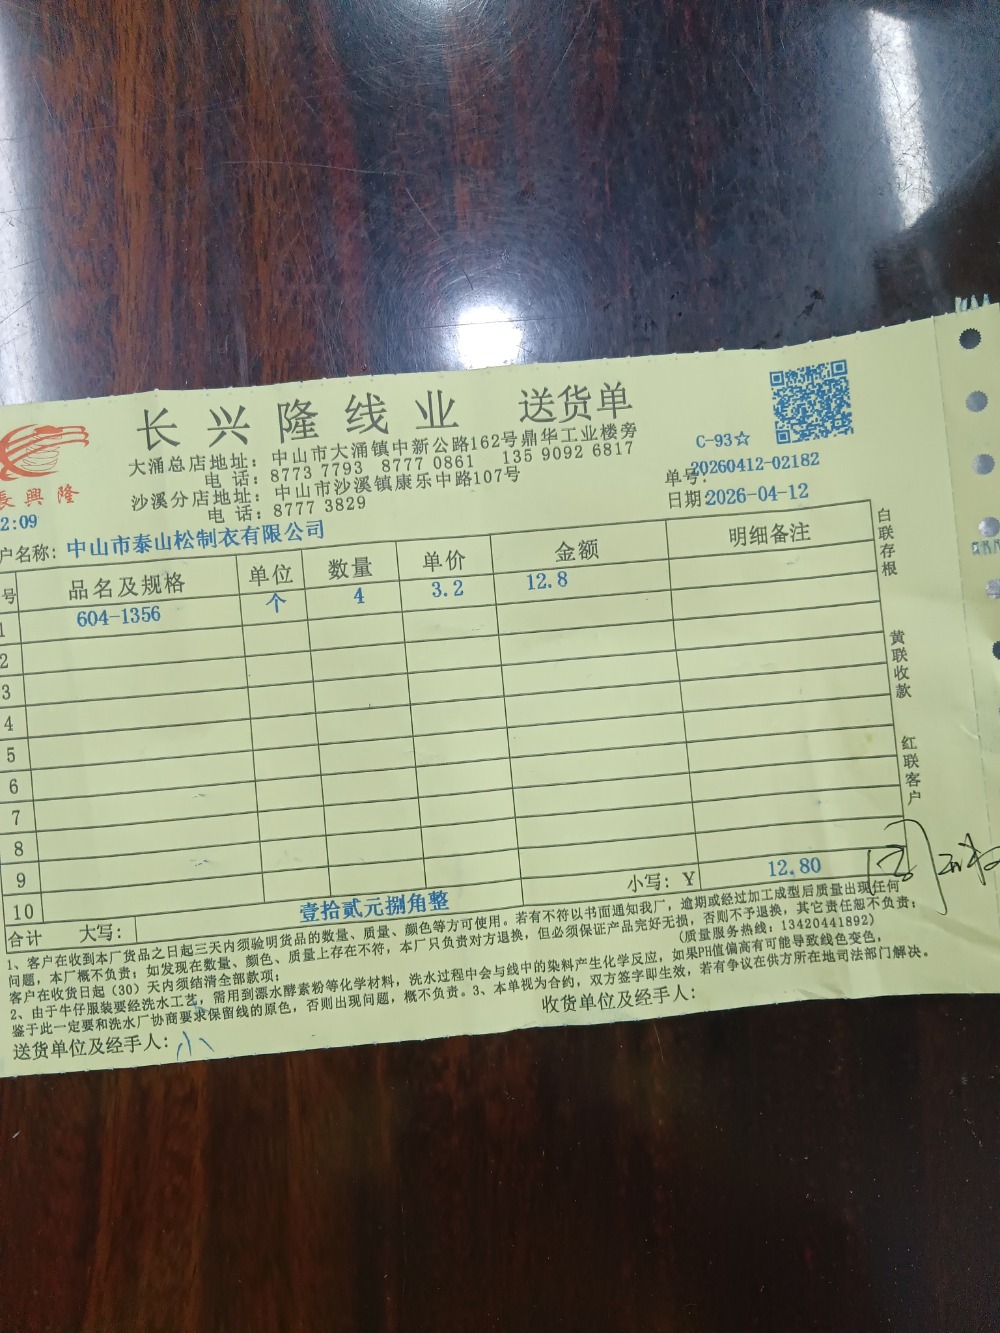 长兴隆线业 送货单
大涌总店地址：中山市大涌镇中新公路162号鼎华工业楼旁
电 话：8773 7793 8777 0861 135 9092 6817
沙溪分店地址：中山市沙溪镇康乐中路107号
电 话：8777 3829
長興隆
2:09
C-93☆
单号：20260412-02182
日期：2026-04-12
户名称：中山市泰山松制衣有限公司
号 品名及规格 单位 数量 单价 金额 明细备注
1 604-1356 个 4 3.2 12.8
2
3
4
5
6
7
8
9
10
合计 大写：壹拾贰元捌角整 小写：Y 12.80
白联存根
黄联收款
红联客户
1、客户在收到本厂货品之日起三天内须验明货品的数量、质量、颜色等方可使用。若有不符以书面通知我厂，逾期或经过加工成型后质量出现任何
问题，本厂概不负责；如发现在数量、颜色、质量上存在不符，本厂只负责对方退换，但必须保证产品完好无损，否则不予退换，其它责任恕不负责；
客户在收货日起（30）天内须结清全部款项；（质量服务热线：13420441892）
2、由于牛仔服装要经洗水工艺，需用到漂水酵素粉等化学材料，洗水过程中会与线中的染料产生化学反应，如果PH值偏高有可能导致线色变色，
鉴于此一定要和洗水厂协商要求保留线的原色，否则出现问题，概不负责。3、本单视为合约，双方签字即生效，若有争议在供方所在地司法部门解决。
送货单位及经手人：小
收货单位及经手人：